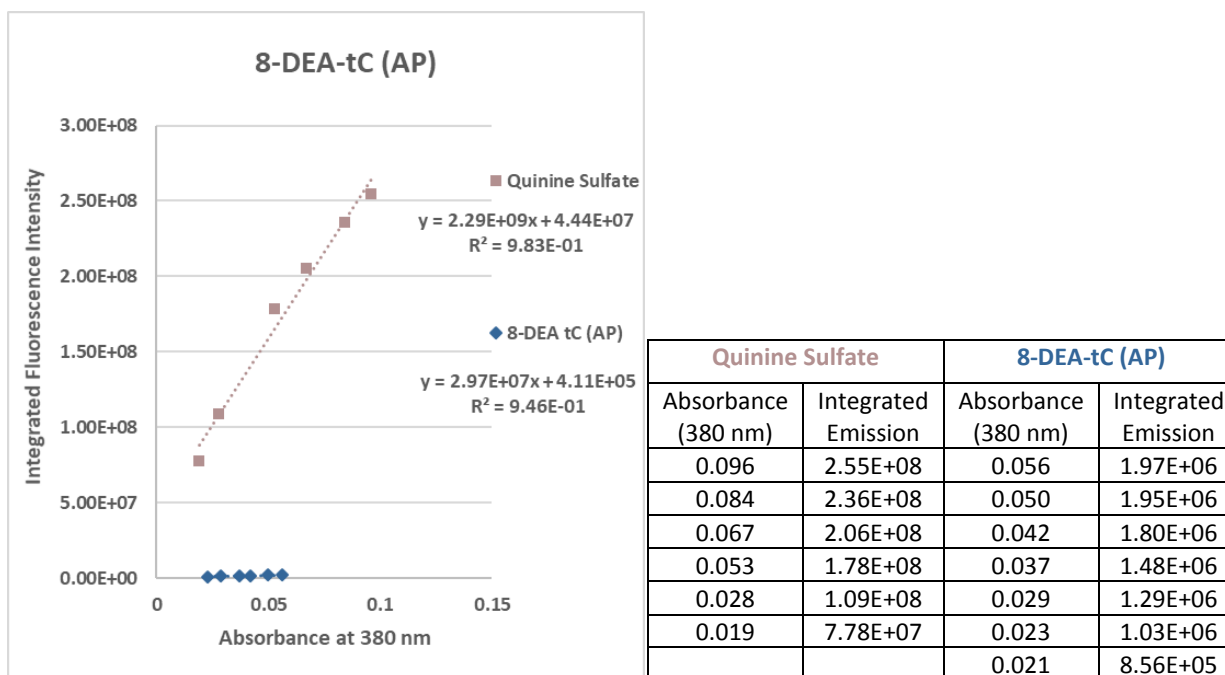 8-DEA-tC (AP)
Integrated Fluorescence Intensity
3.00E+08
2.50E+08
2.00E+08
1.50E+08
1.00E+08
5.00E+07
0.00E+00
0 0.05 0.1 0.15
Absorbance at 380 nm
Quinine Sulfate
y = 2.29E+09x + 4.44E+07
R² = 9.83E-01
8-DEA tC (AP)
y = 2.97E+07x + 4.11E+05
R² = 9.46E-01
Quinine Sulfate 8-DEA-tC (AP)
Absorbance Integrated Absorbance Integrated
(380 nm) Emission (380 nm) Emission
0.096 2.55E+08 0.056 1.97E+06
0.084 2.36E+08 0.050 1.95E+06
0.067 2.06E+08 0.042 1.80E+06
0.053 1.78E+08 0.037 1.48E+06
0.028 1.09E+08 0.029 1.29E+06
0.019 7.78E+07 0.023 1.03E+06
0.021 8.56E+05